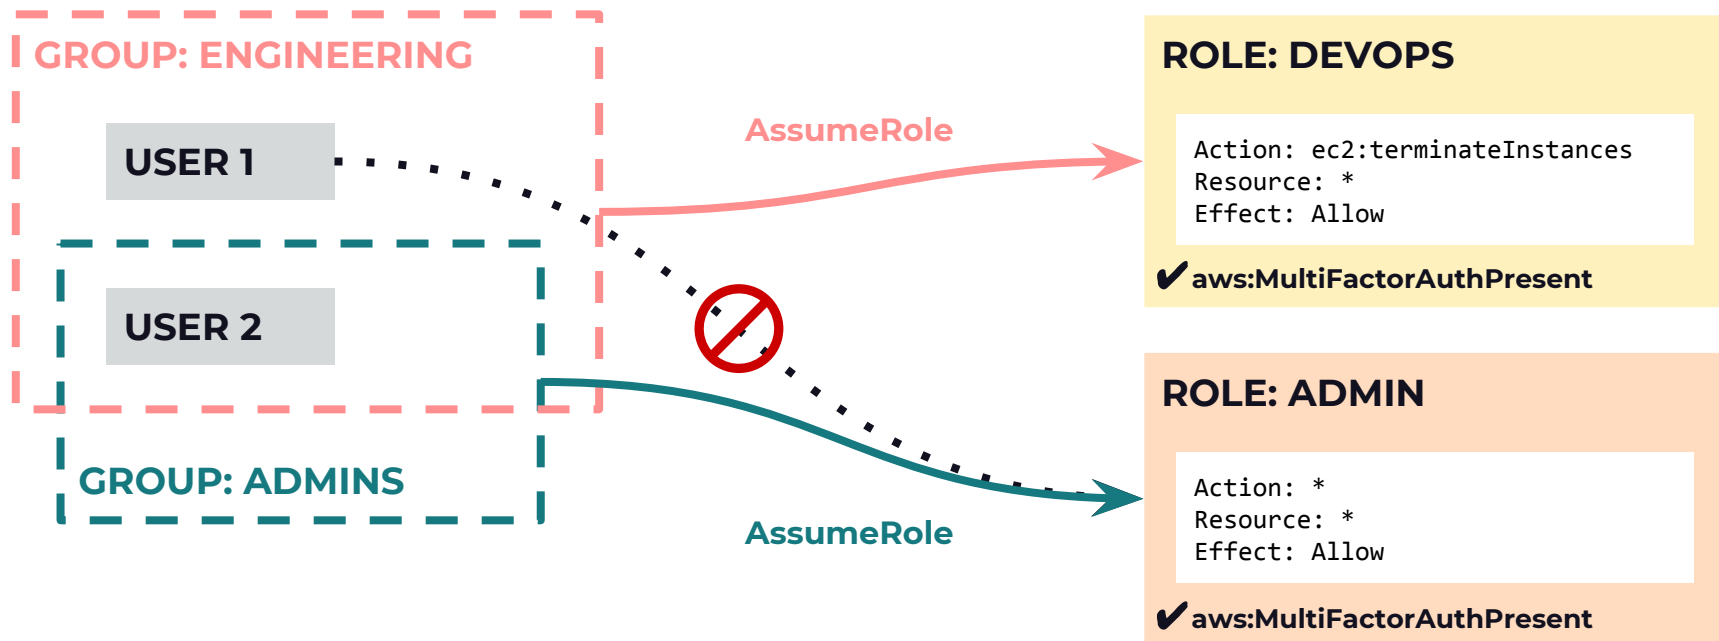 GROUP: ENGINEERING
USER 1
USER 2
GROUP: ADMINS
AssumeRole
AssumeRole
ROLE: DEVOPS
Action: ec2:terminateInstances
Resource: *
Effect: Allow
✔aws:MultiFactorAuthPresent
ROLE: ADMIN
Action: *
Resource: *
Effect: Allow
✔aws:MultiFactorAuthPresent